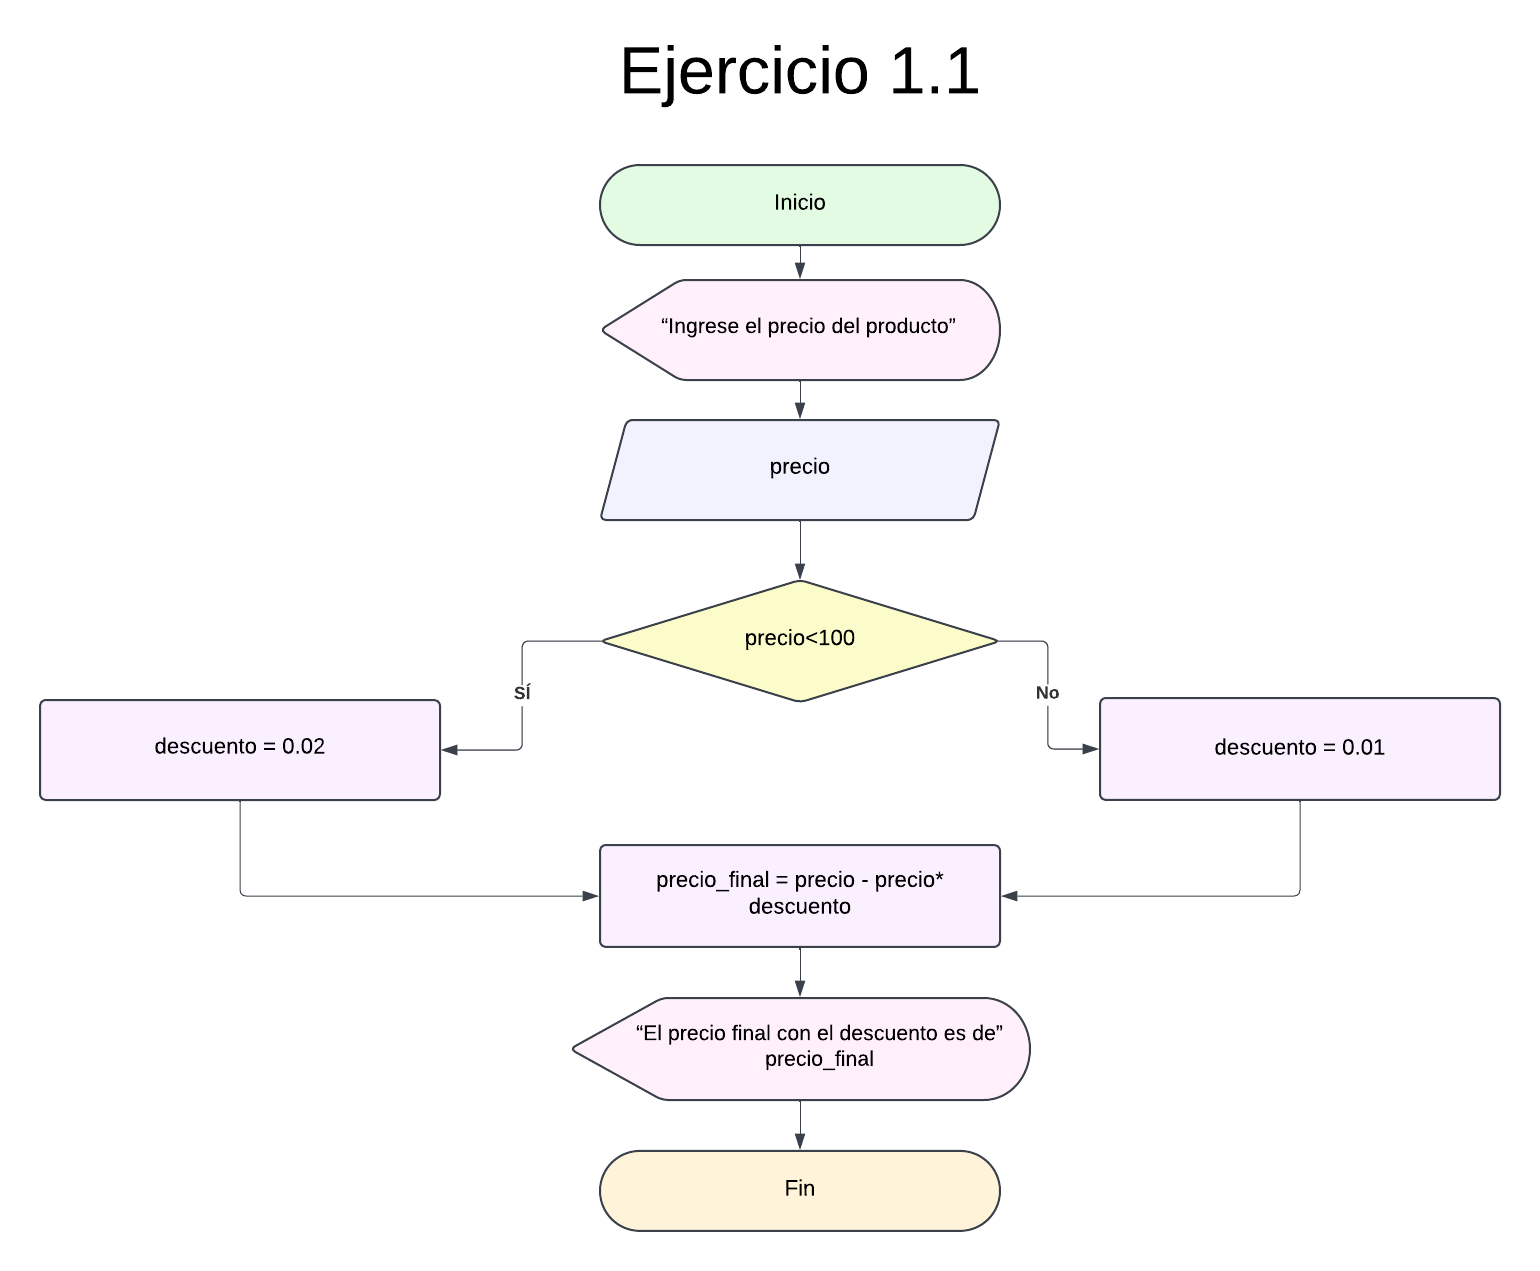 Ejercicio 1.1
Inicio
“Ingrese el precio del producto”
precio
precio<100
SÍ
No
descuento = 0.02
descuento = 0.01
precio_final = precio - precio*
descuento
“El precio final con el descuento es de”
precio_final
Fin